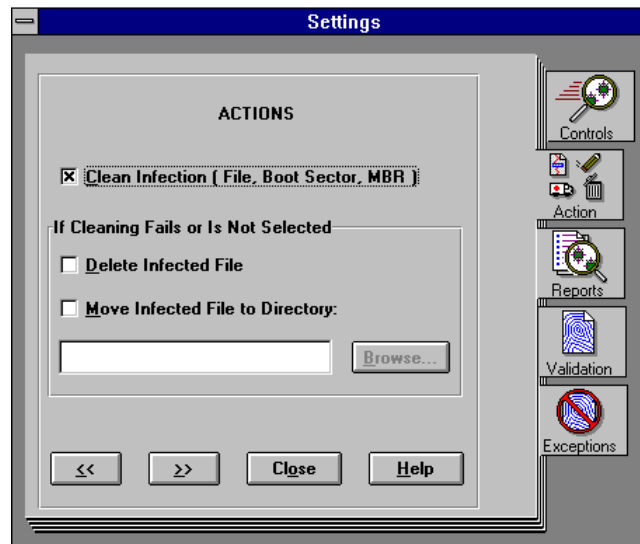 Settings
ACTIONS
Clean Infection ( File, Boot Sector, MBR )
If Cleaning Fails or Is Not Selected
Delete Infected File
Move Infected File to Directory:
Browse...
<<
>>
Close
Help
Controls
Action
Reports
Validation
Exceptions